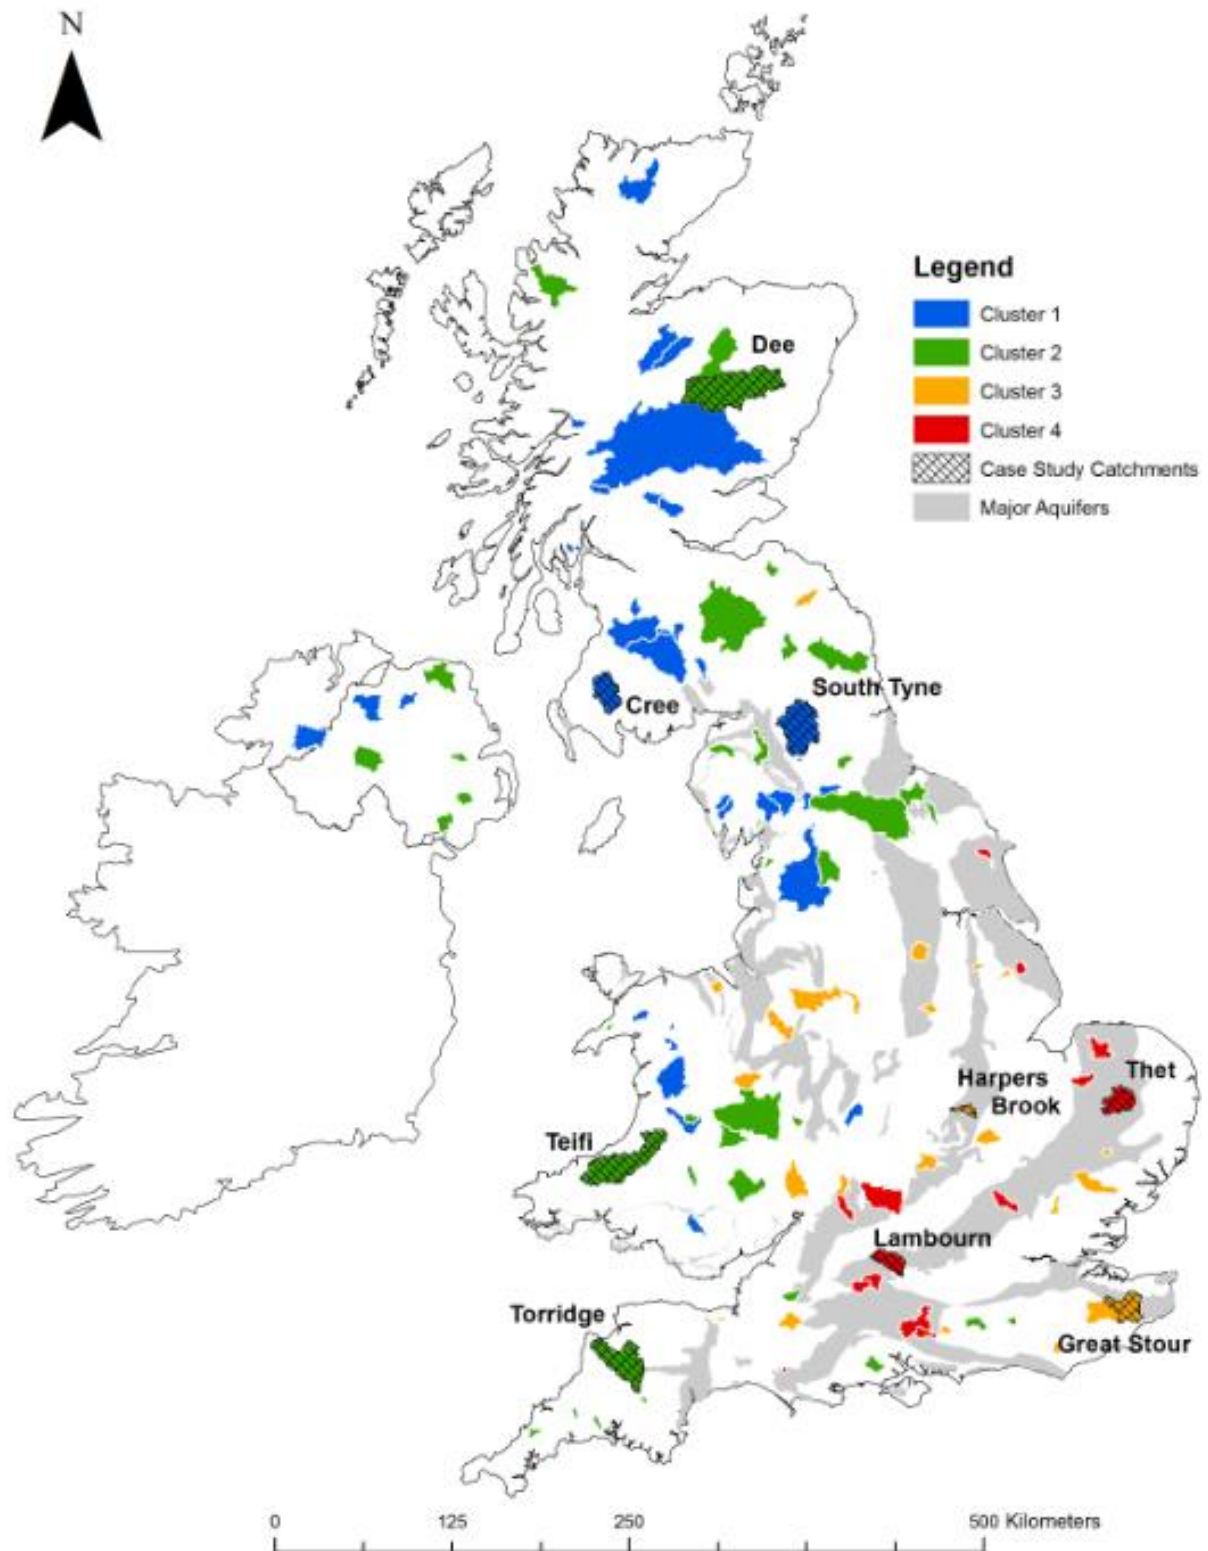 N
Legend
Cluster 1
Cluster 2
Cluster 3
Cluster 4
Case Study Catchments
Major Aquifers
Dee
South Tyne
Cree
Harpers
Brook
Thet
Teifi
Lambourn
Torridge
Great Stour
0 125 250 500 Kilometers